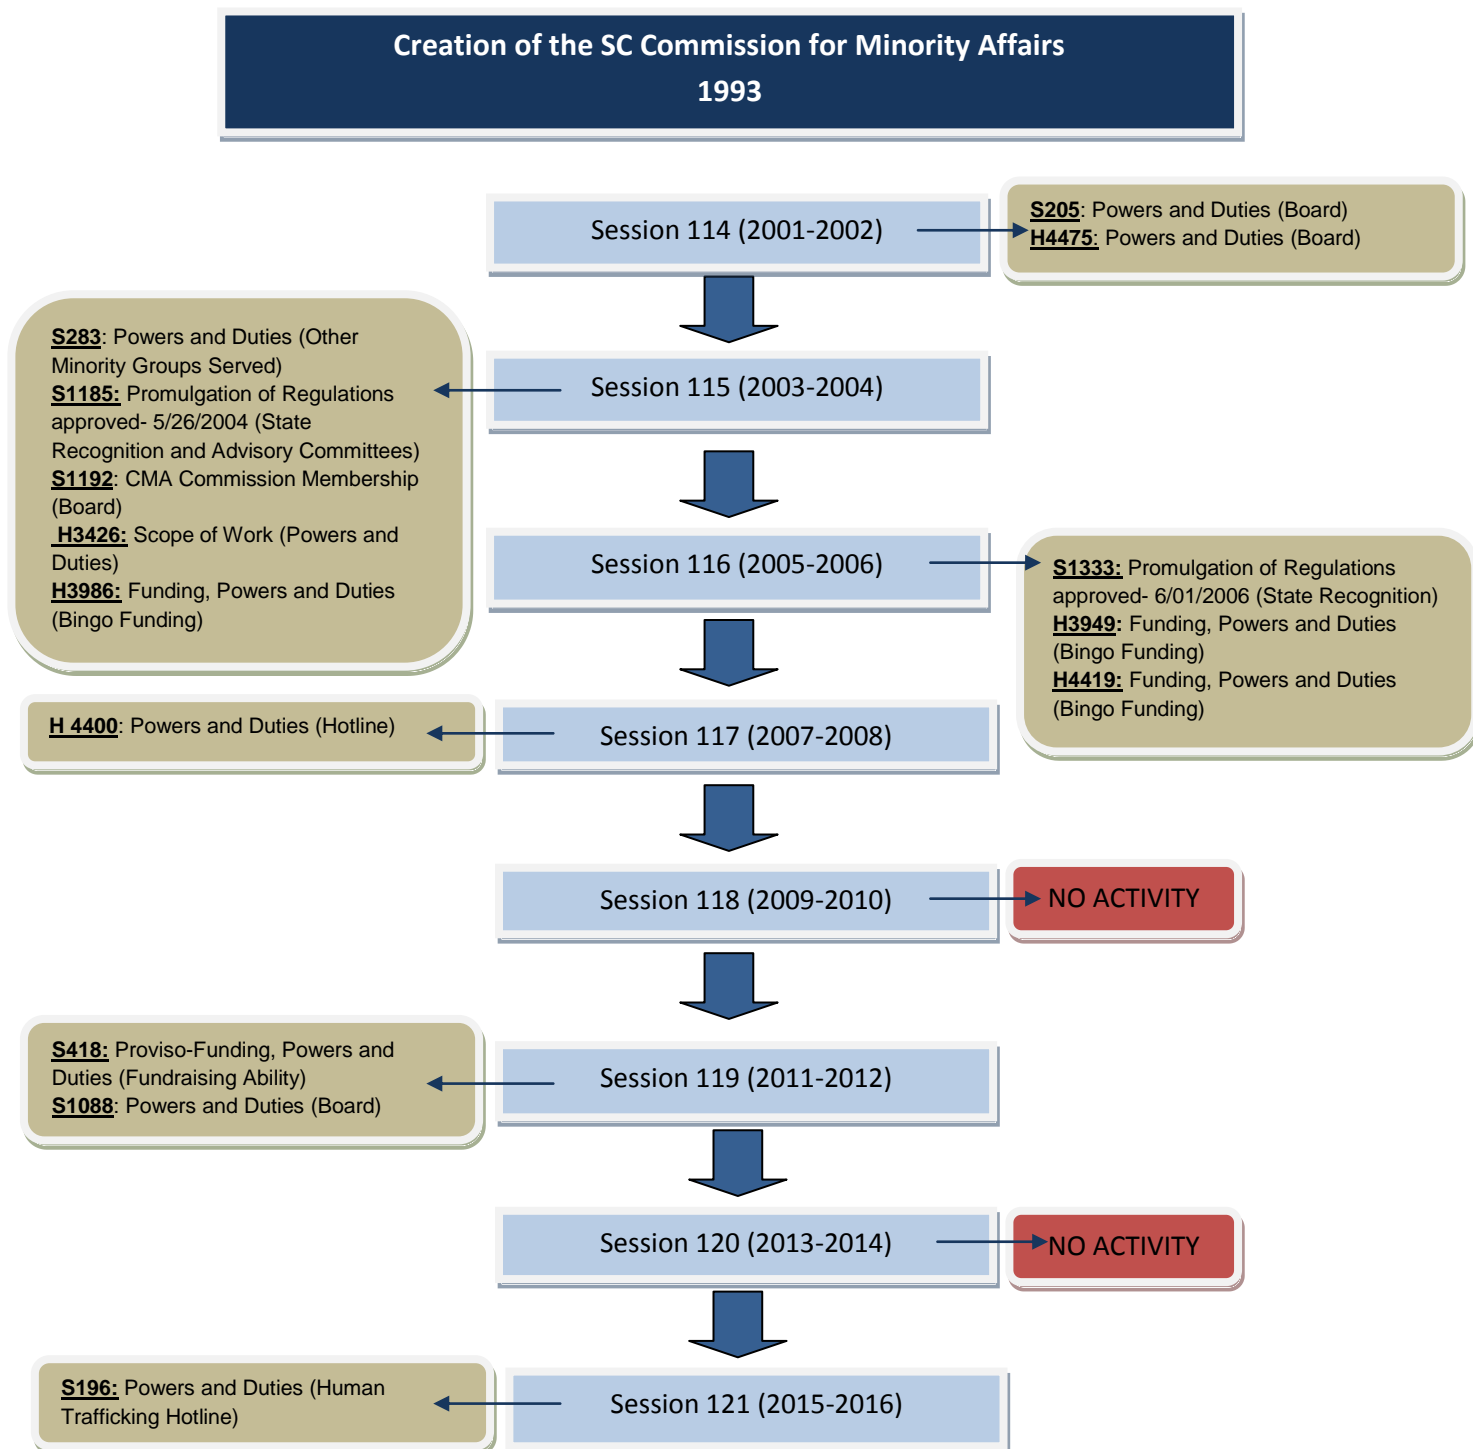 Creation of the SC Commission for Minority Affairs
1993
Session 114 (2001-2002)
S205: Powers and Duties (Board)
H4475: Powers and Duties (Board)
S283: Powers and Duties (Other
Minority Groups Served)
S1185: Promulgation of Regulations
approved- 5/26/2004 (State
Recognition and Advisory Committees)
S1192: CMA Commission Membership
(Board)
H3426: Scope of Work (Powers and
Duties)
H3986: Funding, Powers and Duties
(Bingo Funding)
Session 115 (2003-2004)
Session 116 (2005-2006)
S1333: Promulgation of Regulations
approved- 6/01/2006 (State Recognition)
H3949: Funding, Powers and Duties
(Bingo Funding)
H4419: Funding, Powers and Duties
(Bingo Funding)
H 4400: Powers and Duties (Hotline)
Session 117 (2007-2008)
Session 118 (2009-2010)
NO ACTIVITY
S418: Proviso-Funding, Powers and
Duties (Fundraising Ability)
S1088: Powers and Duties (Board)
Session 119 (2011-2012)
Session 120 (2013-2014)
NO ACTIVITY
S196: Powers and Duties (Human
Trafficking Hotline)
Session 121 (2015-2016)